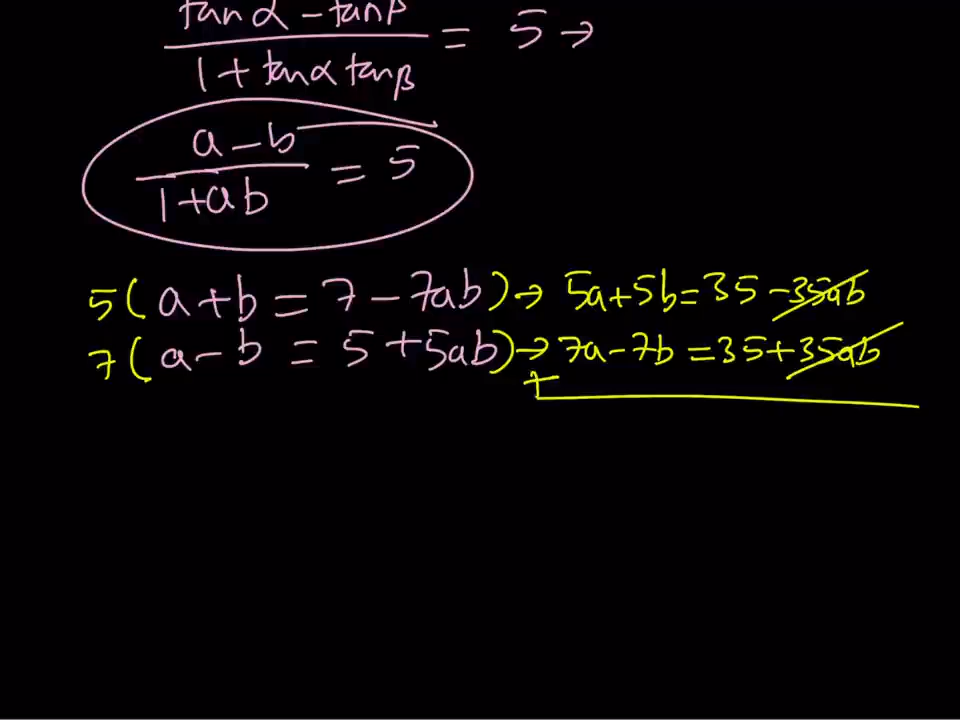 tanα - tanβ / 1 + tanα tanβ = 5 →
a - b / 1 + ab = 5
5(a + b = 7 - 7ab) → 5a + 5b = 35 - 35ab
7(a - b = 5 + 5ab) → 7a - 7b = 35 + 35ab
+